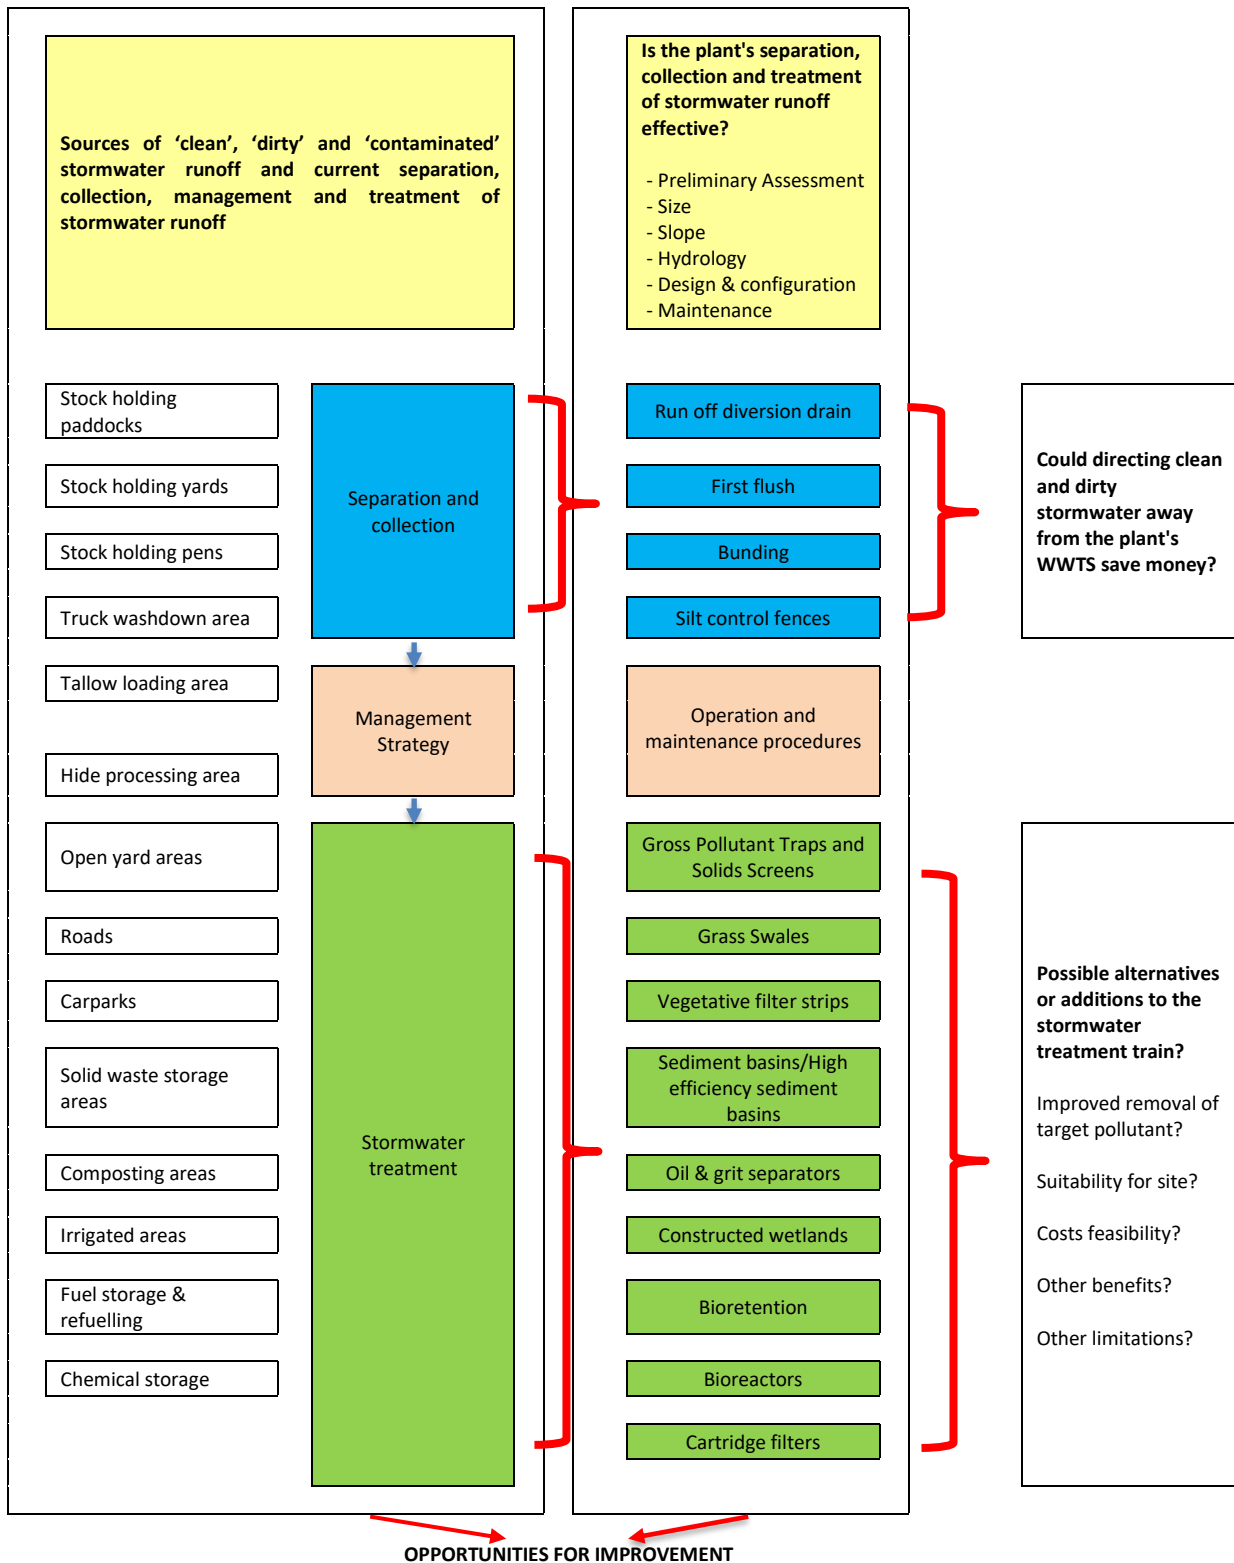 Sources of ‘clean’, ‘dirty’ and ‘contaminated’
stormwater runoff and current separation,
collection, management and treatment of
stormwater runoff
Is the plant's separation,
collection and treatment
of stormwater runoff
effective?
- Preliminary Assessment
- Size
- Slope
- Hydrology
- Design & configuration
- Maintenance
Stock holding
paddocks
Stock holding yards
Stock holding pens
Truck washdown area
Tallow loading area
Hide processing area
Open yard areas
Roads
Carparks
Solid waste storage
areas
Composting areas
Irrigated areas
Fuel storage &
refuelling
Chemical storage
Separation and
collection
Management
Strategy
Stormwater
treatment
Run off diversion drain
First flush
Bunding
Silt control fences
Operation and
maintenance procedures
Gross Pollutant Traps and
Solids Screens
Grass Swales
Vegetative filter strips
Sediment basins/High
efficiency sediment
basins
Oil & grit separators
Constructed wetlands
Bioretention
Bioreactors
Cartridge filters
Could directing clean
and dirty
stormwater away
from the plant's
WWTS save money?
Possible alternatives
or additions to the
stormwater
treatment train?
Improved removal of
target pollutant?
Suitability for site?
Costs feasibility?
Other benefits?
Other limitations?
OPPORTUNITIES FOR IMPROVEMENT